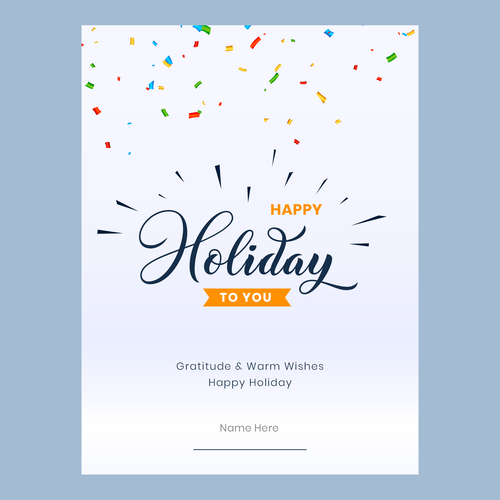 HAPPY
Holiday
TO YOU
Gratitude & Warm Wishes
Happy Holiday
Name Here